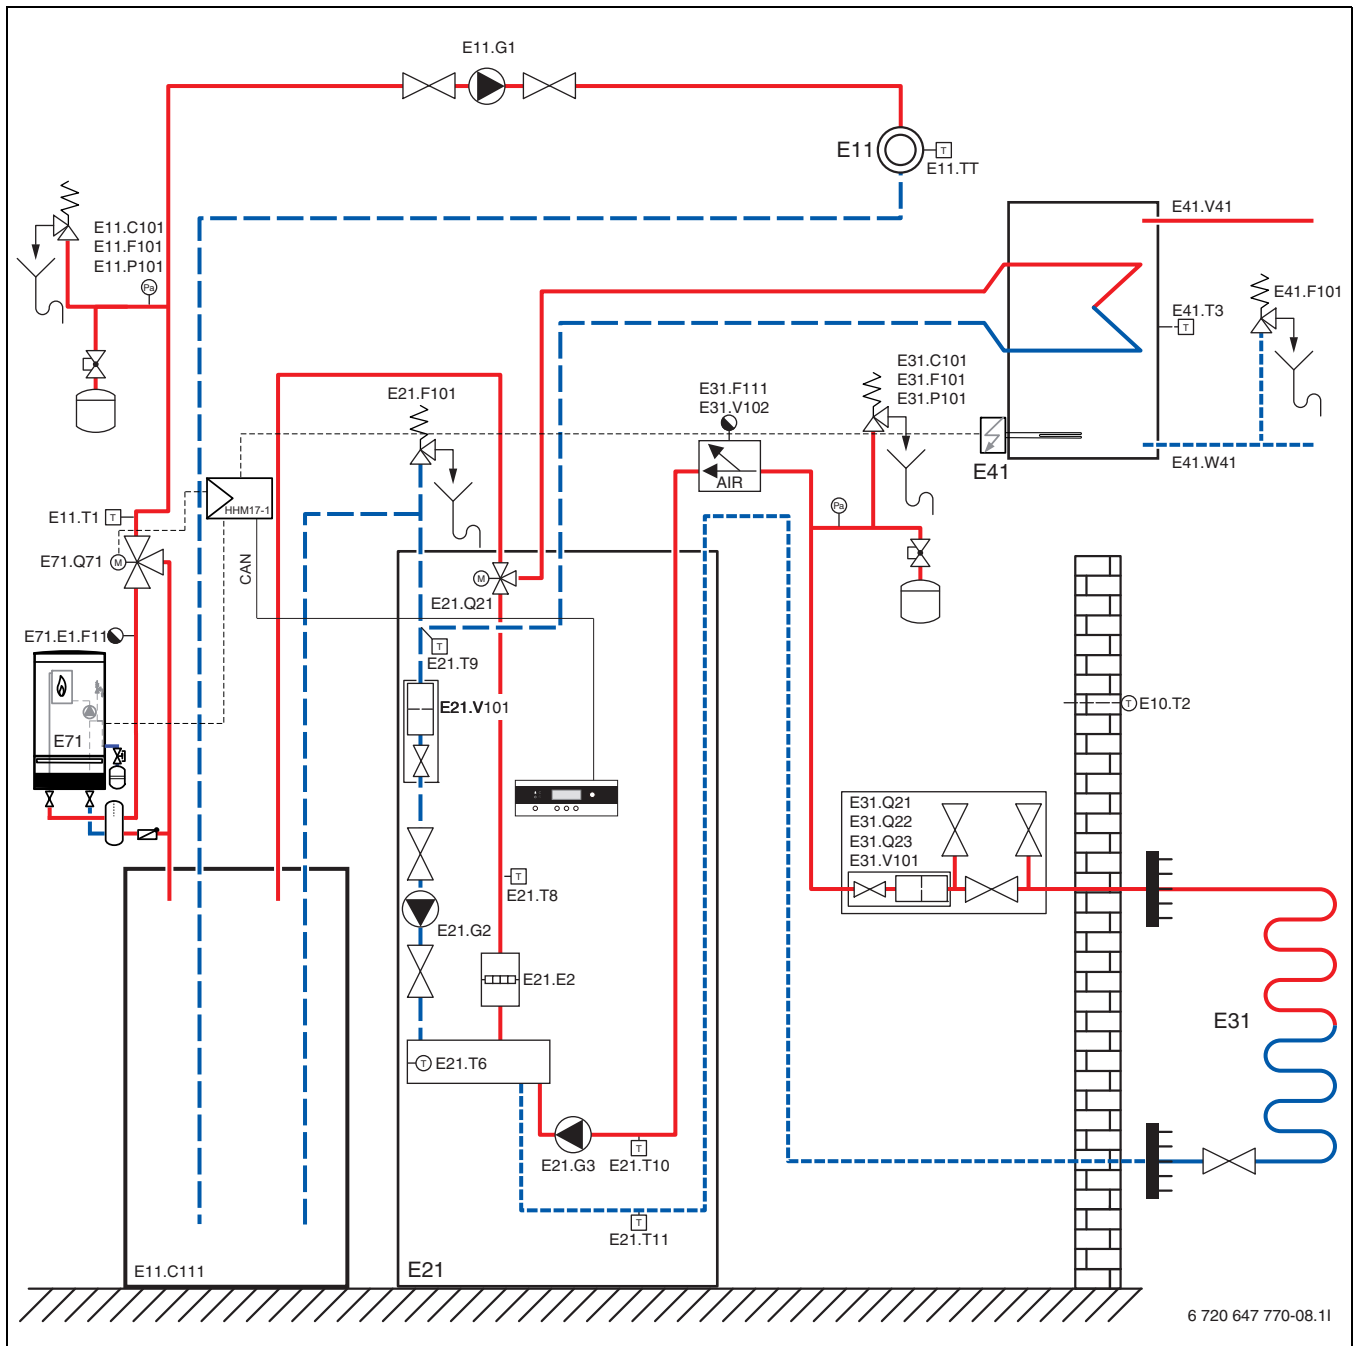 E11.G1
E11
T
E11.TT
E11.C101
E11.F101
E11.P101
Pa
E41.V41
E41.F101
E41.T3
T
E31.C101
E31.F101
E31.P101
E31.F111
E31.V102
E21.F101
AIR
E41
E41.W41
HHM17-1
Pa
E11.T1
T
E71.Q71
M
CAN
M
E21.Q21
E71.E1.F11
T
E21.T9
E21.V101
T
E10.T2
E71
E31.Q21
E31.Q22
E31.Q23
E31.V101
T
E21.T8
E21.G2
E21.E2
E31
T
E21.T6
E21.G3
T
E21.T10
T
E21.T11
E11.C111
E21
6 720 647 770-08.1I